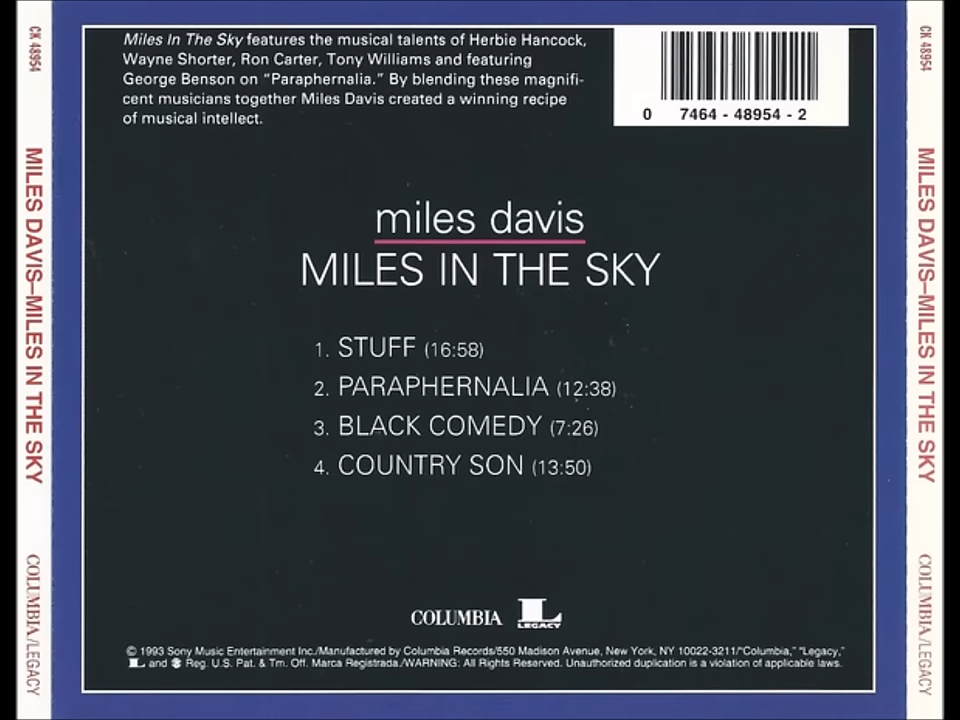 CK 48954
MILES DAVIS–MILES IN THE SKY
COLUMBIA/LEGACY
Miles In The Sky features the musical talents of Herbie Hancock,
Wayne Shorter, Ron Carter, Tony Williams and featuring
George Benson on “Paraphernalia.” By blending these magnifi-
cent musicians together Miles Davis created a winning recipe
of musical intellect.
0 7464 - 48954 - 2
miles davis
MILES IN THE SKY
1. STUFF (16:58)
2. PARAPHERNALIA (12:38)
3. BLACK COMEDY (7:26)
4. COUNTRY SON (13:50)
COLUMBIA L LEGACY
© 1993 Sony Music Entertainment Inc./Manufactured by Columbia Records/550 Madison Avenue, New York, NY 10022-3211/“Columbia,” “Legacy,”
L and Reg. U.S. Pat. & Tm. Off. Marca Registrada./WARNING: All Rights Reserved. Unauthorized duplication is a violation of applicable laws.
CK 48954
MILES DAVIS–MILES IN THE SKY
COLUMBIA/LEGACY